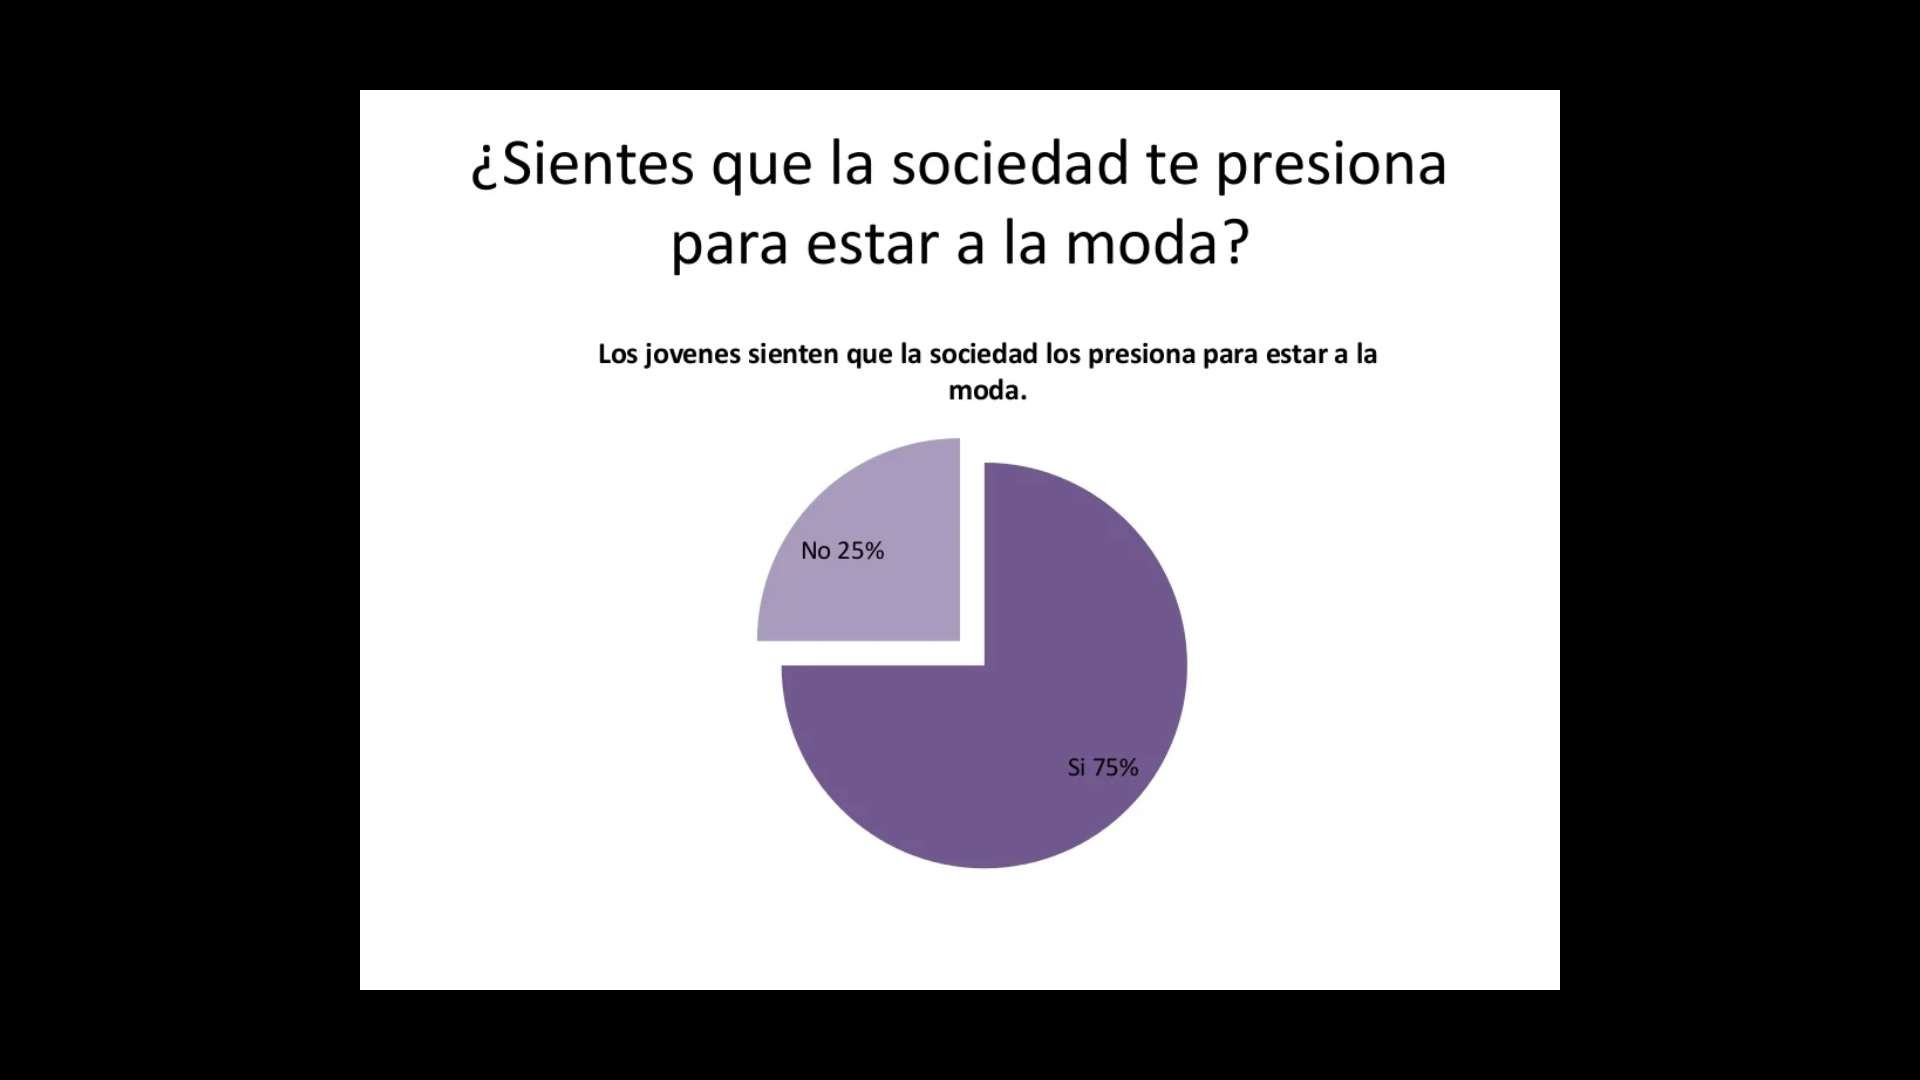 ¿Sientes que la sociedad te presiona
para estar a la moda?
Los jovenes sienten que la sociedad los presiona para estar a la
moda.
No 25%
Si 75%